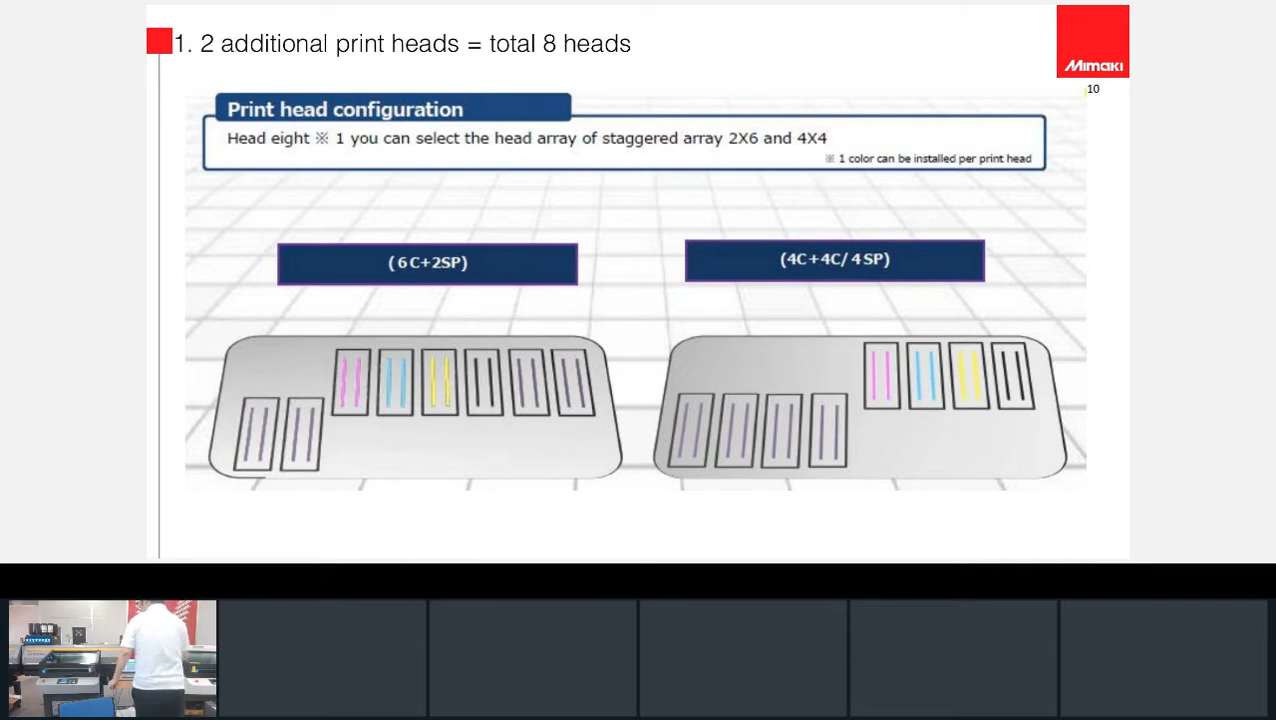 1. 2 additional print heads = total 8 heads
Mimaki
10
Print head configuration
Head eight ※ 1 you can select the head array of staggered array 2X6 and 4X4
※ 1 color can be installed per print head
(6C+2SP)
(4C+4C/4SP)